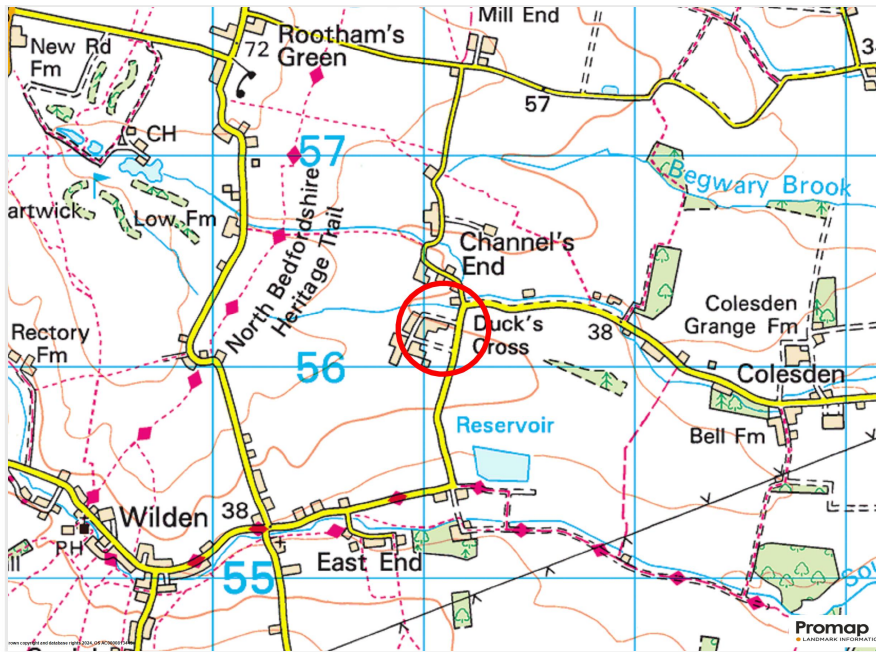 Mill End
Rootham's
Green
New Rd
Fm
72
57
CH
57
Begwary Brook
artwick
Low Fm
North Bedfordshire
Heritage Trail
Channel's
End
Colesden
Grange Fm
Rectory
Fm
Duck's
Cross
38
56
Colesden
Reservoir
Bell Fm
Wilden
38
PH
East End
55
Sou
Promap
LANDMARK INFORMATION